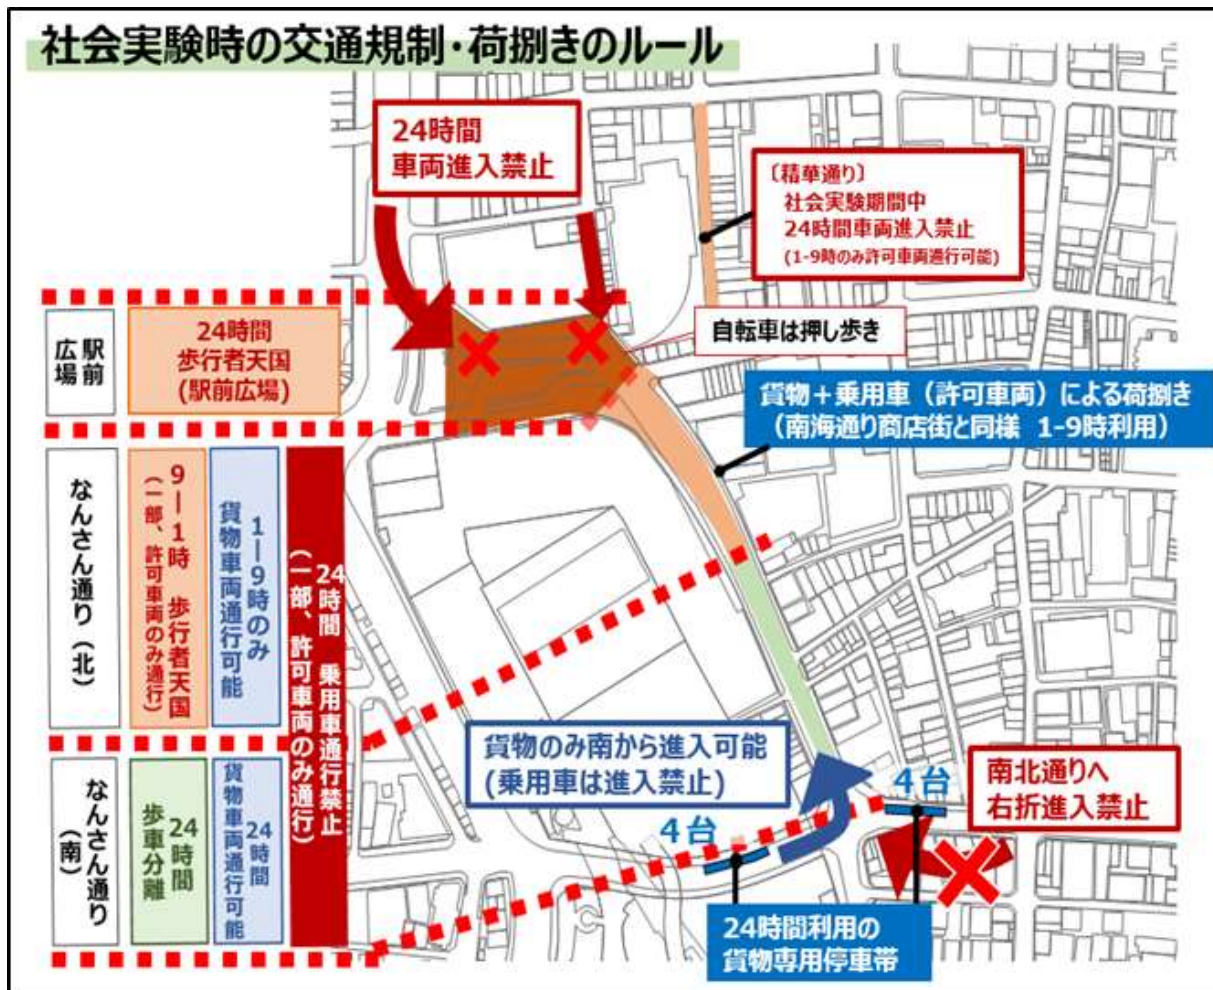 社会実験時の交通規制・荷捌きのルール
24時間
車両進入禁止
〔精華通り〕
社会実験期間中
24時間車両進入禁止
(1-9時のみ許可車両通行可能)
自転車は押し歩き
駅前
広場
24時間
歩行者天国
(駅前広場)
貨物＋乗用車（許可車両）による荷捌き
（南海通り商店街と同様 1-9時利用）
なんさん通り（北）
9―1時 歩行者天国
（一部、許可車両のみ通行）
1―9時のみ
貨物車両通行可能
24時間 乗用車通行禁止
（一部、許可車両のみ通行）
貨物のみ南から進入可能
(乗用車は進入禁止)
南北通りへ
右折進入禁止
4台
4台
なんさん通り
（南）
24時間
歩車分離
24時間
貨物車両通行可能
24時間利用の
貨物専用停車帯